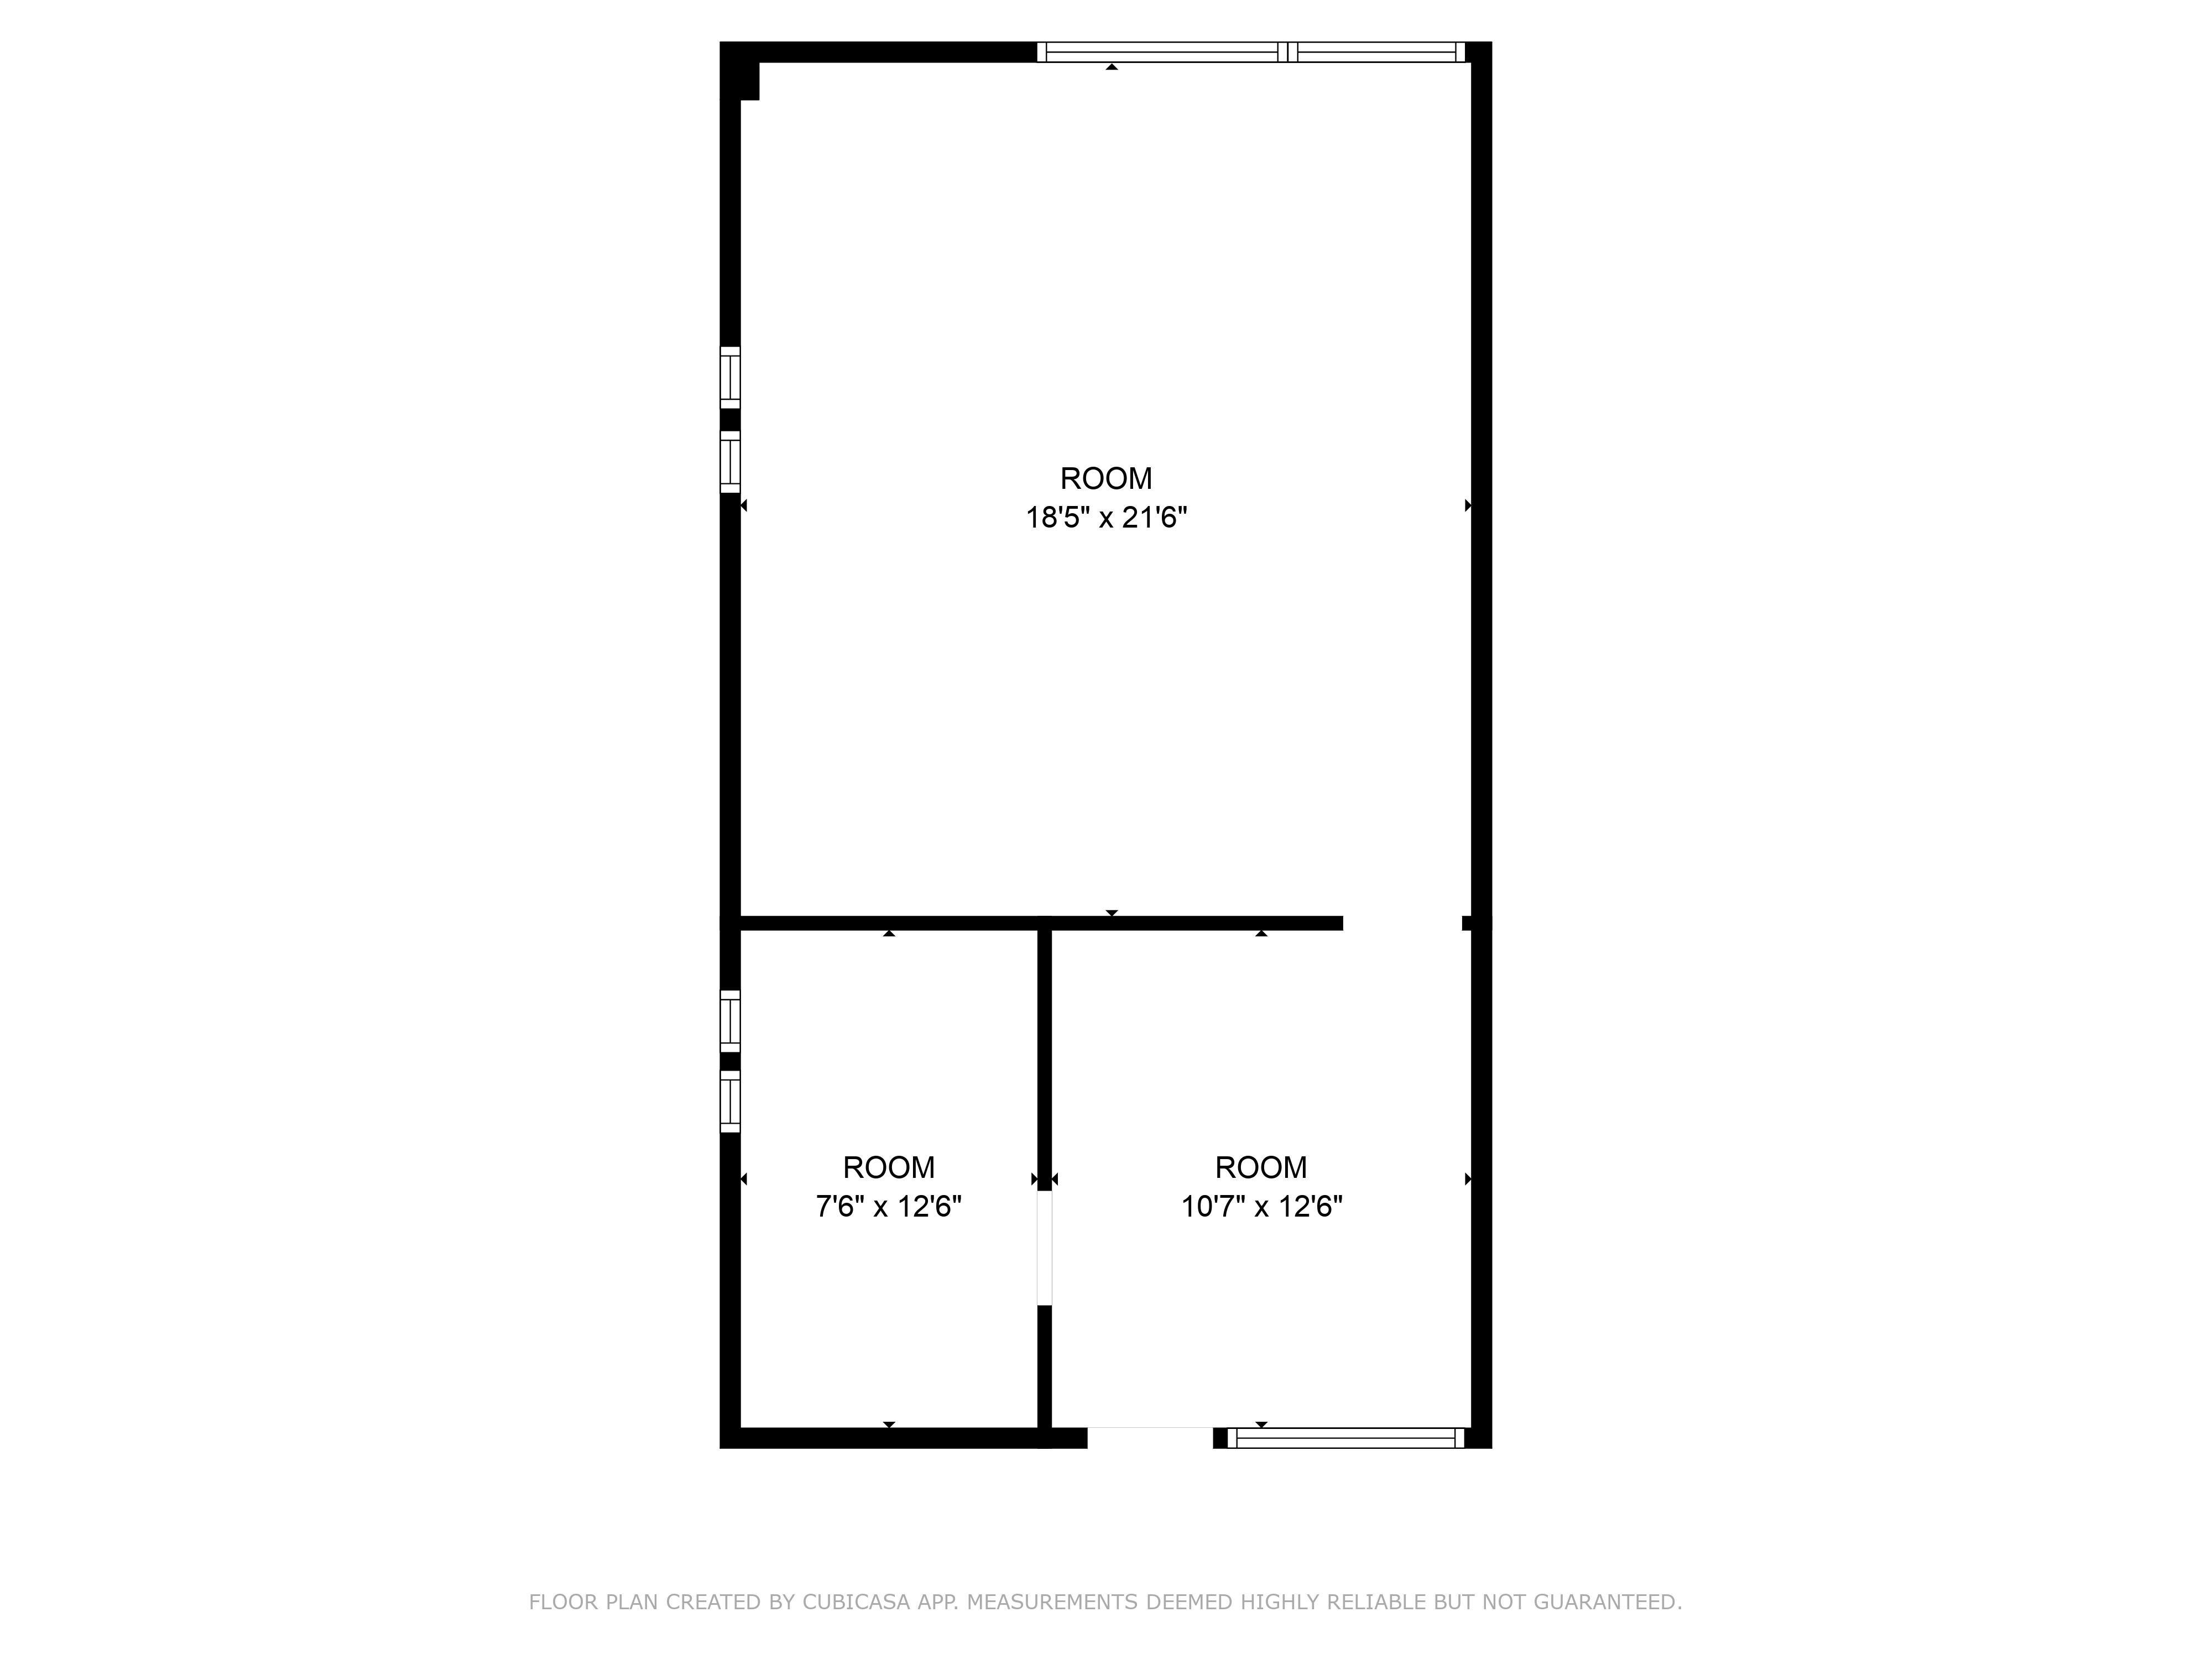 ROOM
18'5" x 21'6"
ROOM
7'6" x 12'6"
ROOM
10'7" x 12'6"
FLOOR PLAN CREATED BY CUBICASA APP. MEASUREMENTS DEEMED HIGHLY RELIABLE BUT NOT GUARANTEED.